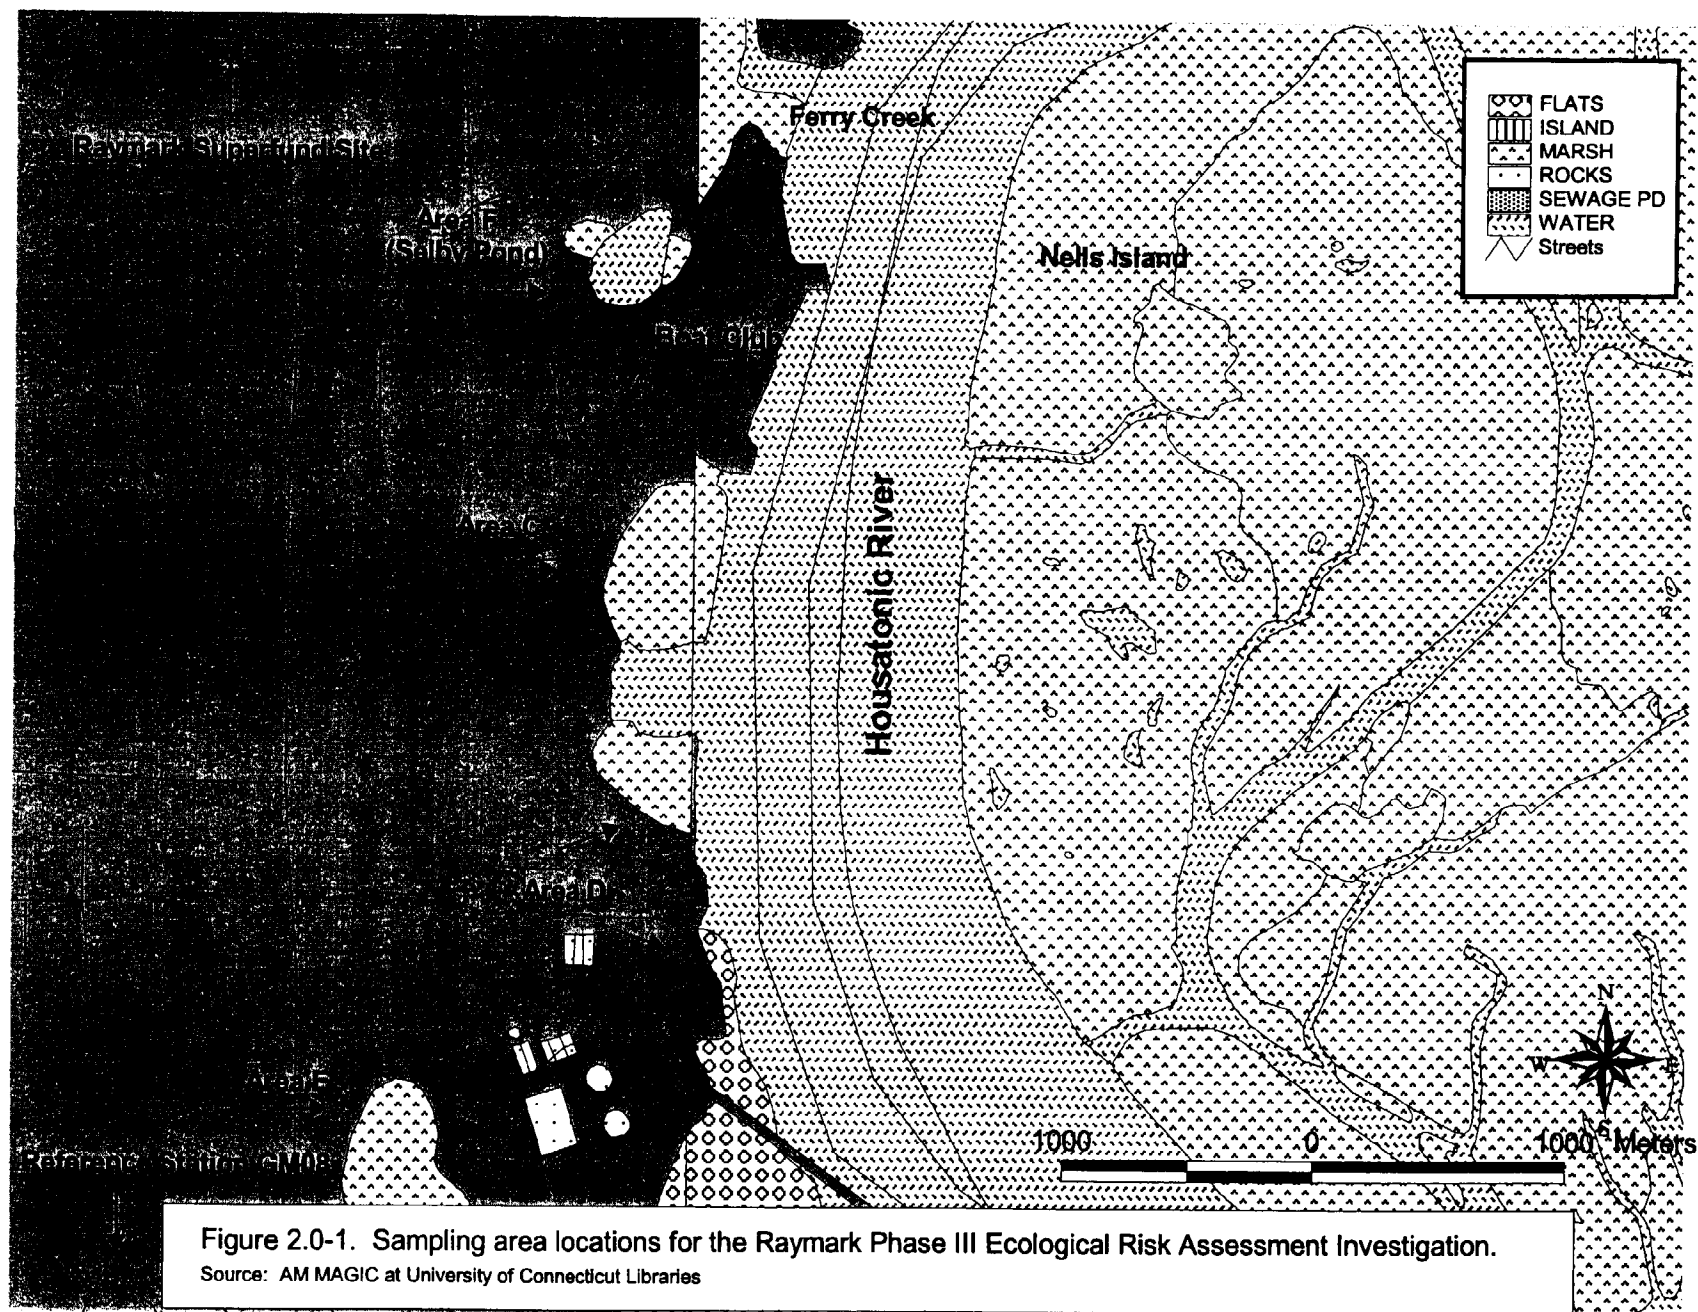 Ferry Creek
Raymark Superfund Site
Area F
(Selby Pond)
Boat Club
Nells Island
FLATS
ISLAND
MARSH
ROCKS
SEWAGE PD
WATER
Streets
Area C
Housatonic River
Area D
Reference Station GM08
N
W
E
S
1000
0
1000 Meters
Figure 2.0-1. Sampling area locations for the Raymark Phase III Ecological Risk Assessment Investigation.
Source: AM MAGIC at University of Connecticut Libraries